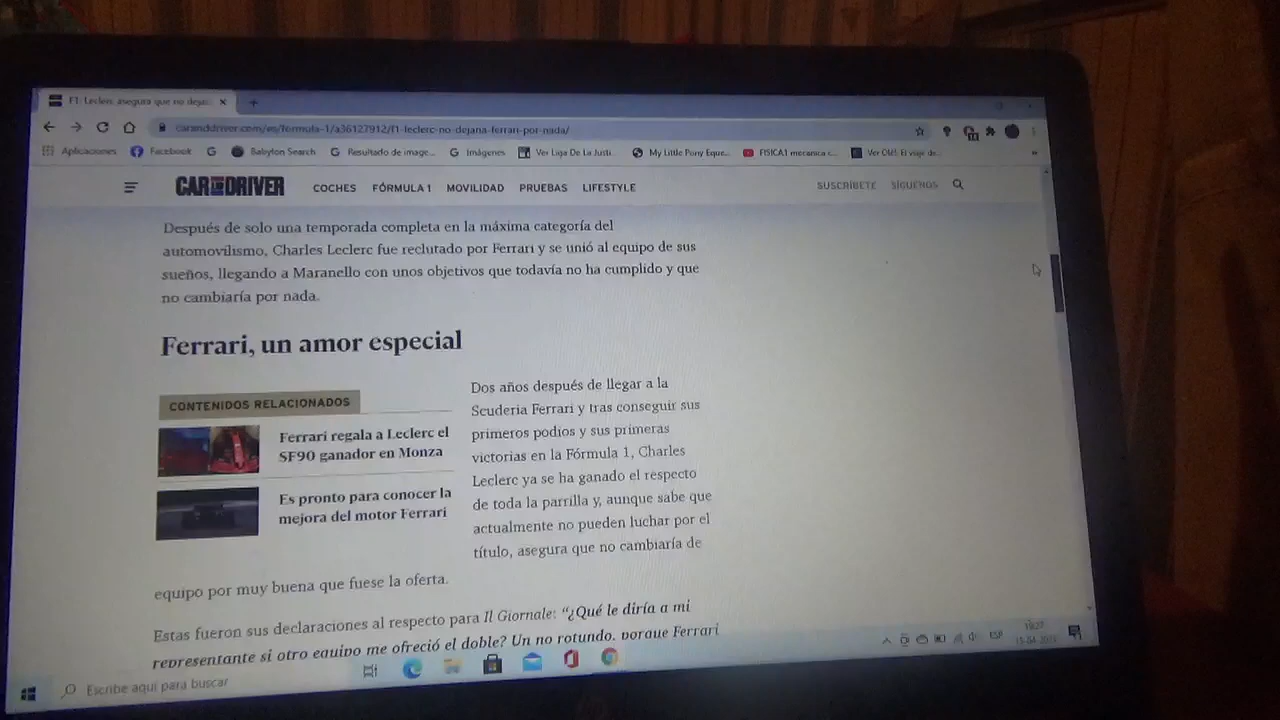 F1: Leclerc asegura que no dejas
caranddriver.com/es/formula-1/a36127912/f1-leclerc-no-dejaria-ferrari-por-nada/
Aplicaciones Facebook Babylon Search Resultado de image... Imágenes Ver Liga De La Justi... My Little Pony Eque... FISICA1 mecanica c... Ver Olé: El viaje de...
CAR AND DRIVER COCHES FÓRMULA 1 MOVILIDAD PRUEBAS LIFESTYLE SUSCRÍBETE SÍGUENOS
Después de solo una temporada completa en la máxima categoría del
automovilismo, Charles Leclerc fue reclutado por Ferrari y se unió al equipo de sus
sueños, llegando a Maranello con unos objetivos que todavía no ha cumplido y que
no cambiaría por nada.
Ferrari, un amor especial
CONTENIDOS RELACIONADOS
Ferrari regala a Leclerc el
SF90 ganador en Monza
Es pronto para conocer la
mejora del motor Ferrari
Dos años después de llegar a la
Scuderia Ferrari y tras conseguir sus
primeros podios y sus primeras
victorias en la Fórmula 1, Charles
Leclerc ya se ha ganado el respecto
de toda la parrilla y, aunque sabe que
actualmente no pueden luchar por el
título, asegura que no cambiaría de
equipo por muy buena que fuese la oferta.
Estas fueron sus declaraciones al respecto para Il Giornale: “¿Qué le diría a mi
representante si otro equipo me ofreció el doble? Un no rotundo, porque Ferrari
Escribe aquí para buscar
ESP